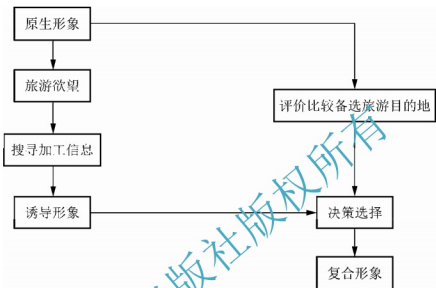 原生形象
旅游欲望
评价比较备选旅游目的地
搜寻加工信息
诱导形象
决策选择
复合形象
版社版权所有